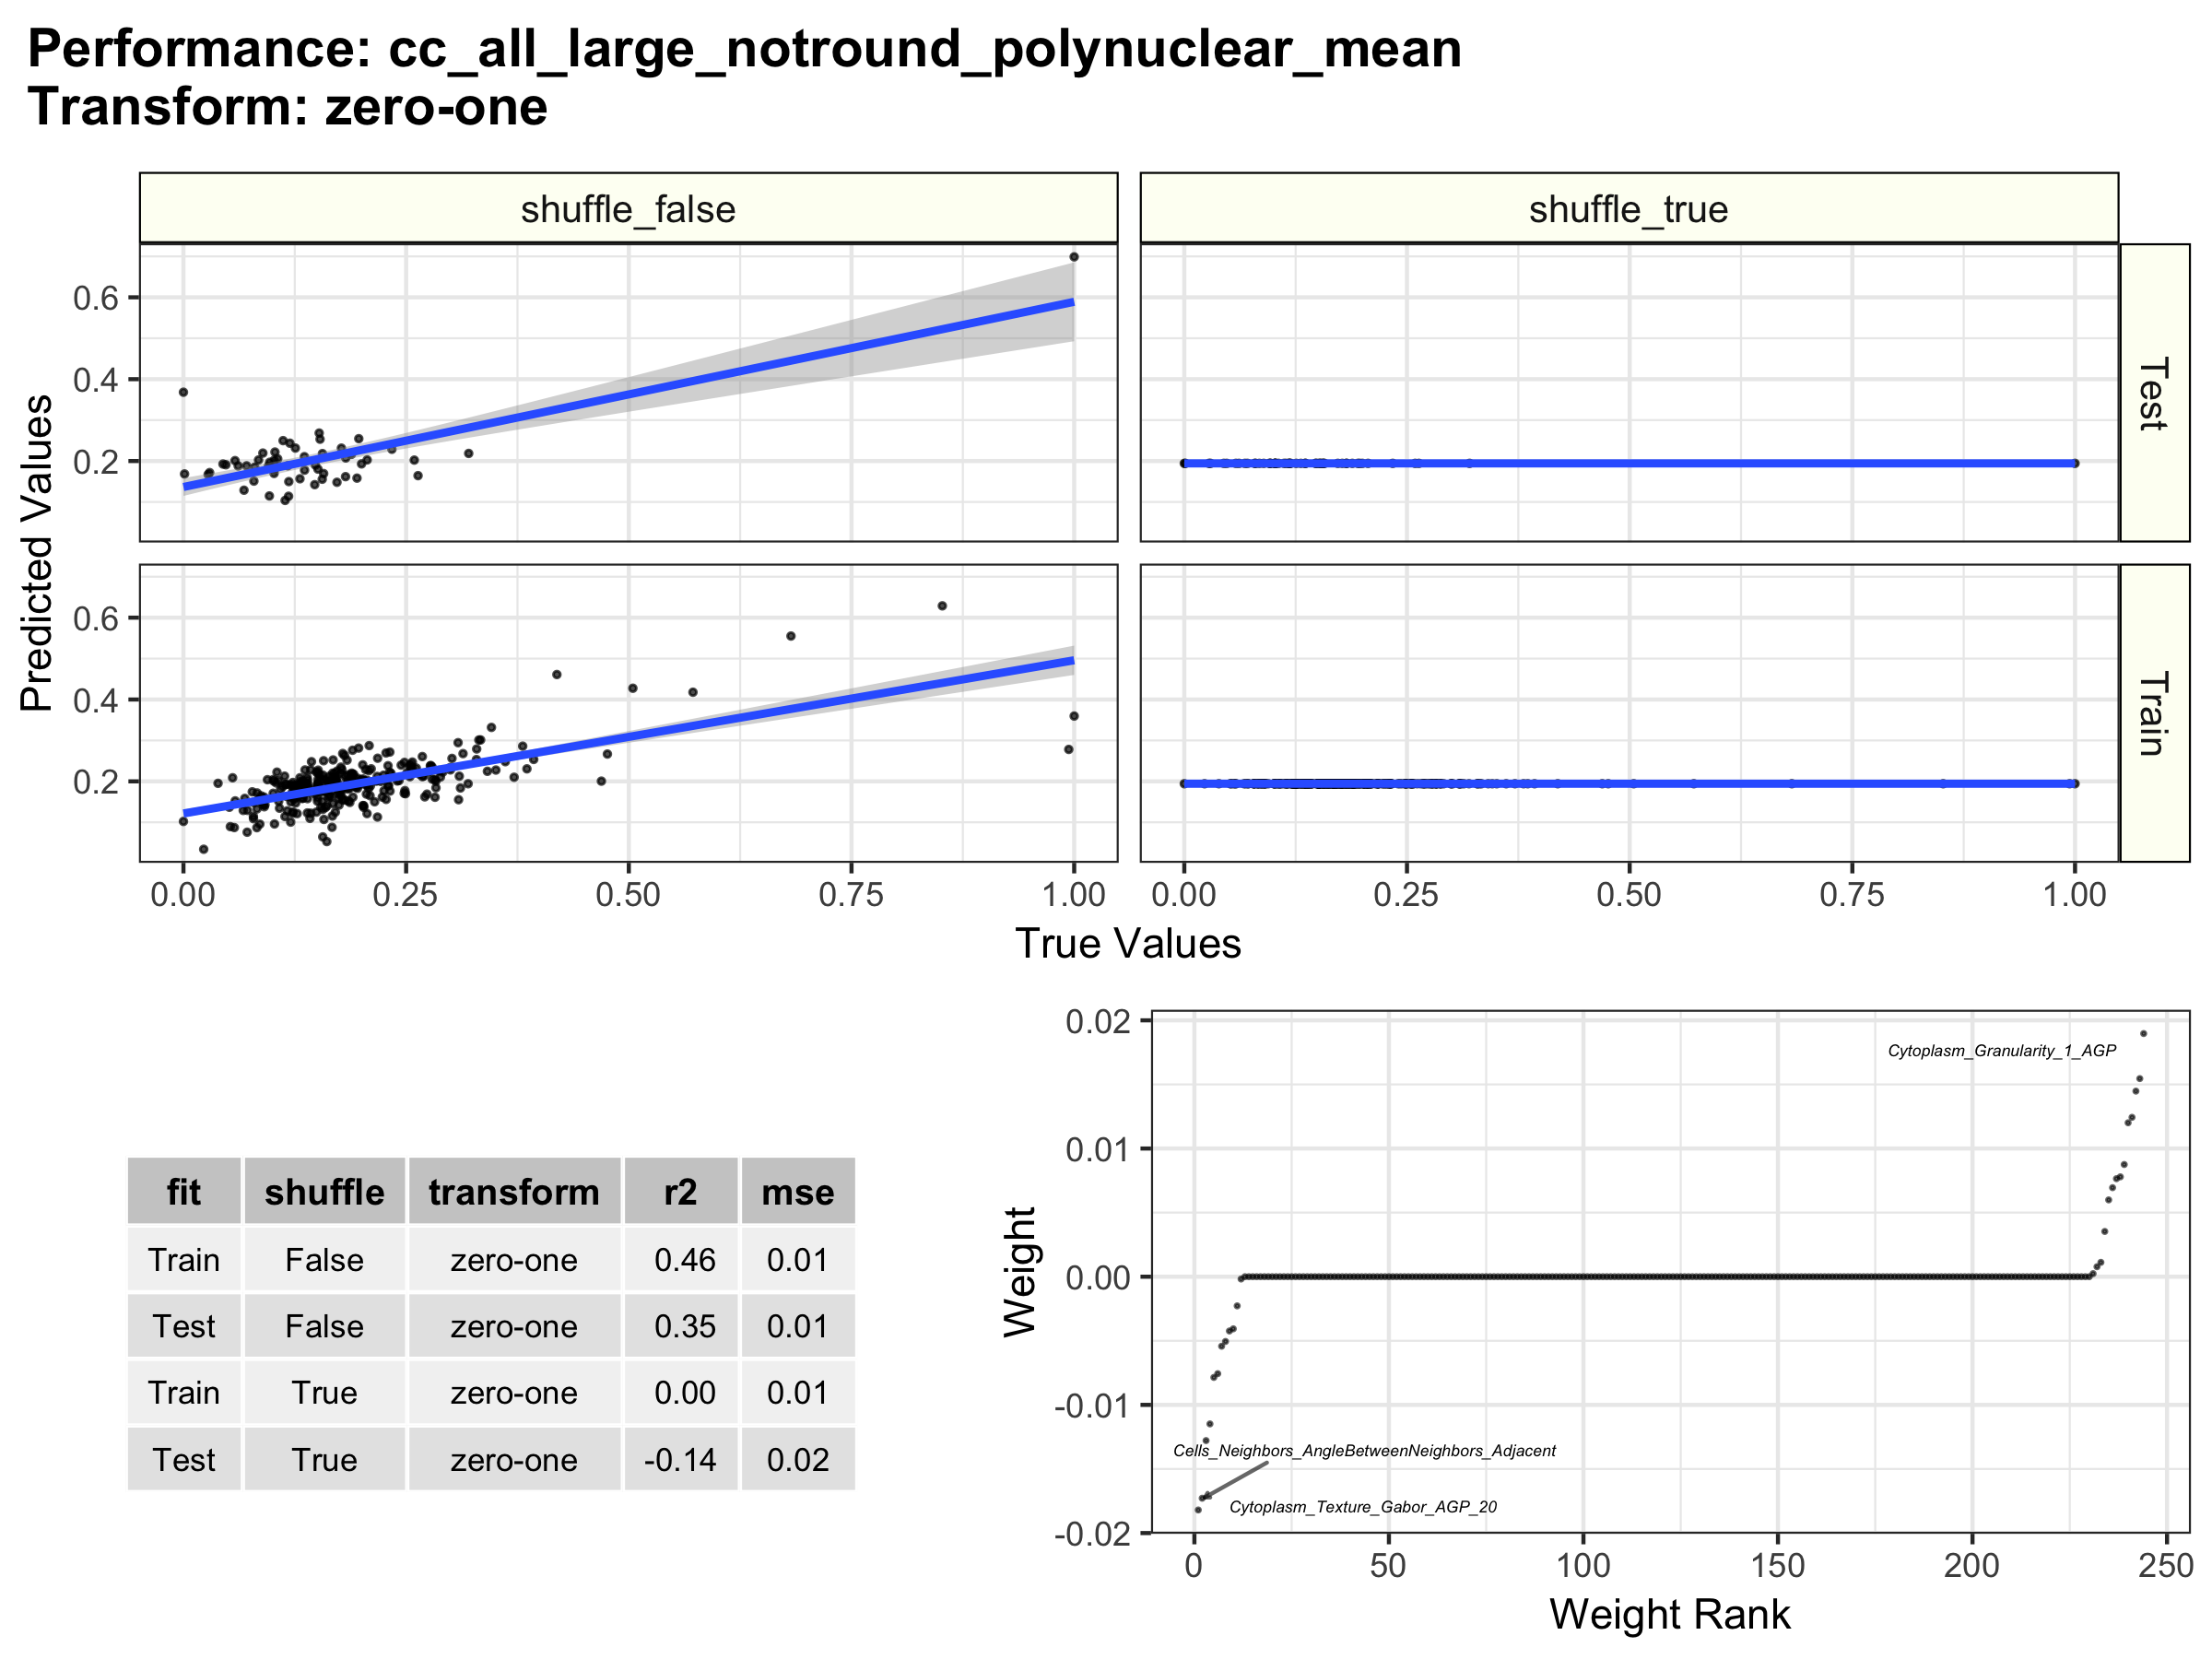 Performance: cc_all_large_notround_polynuclear_mean
Transform: zero-one
shuffle_false
shuffle_true
0.6
0.4
0.2
Test
0.6
0.4
0.2
Train
Predicted Values
0.00 0.25 0.50 0.75 1.00
0.00 0.25 0.50 0.75 1.00
True Values
fit shuffle transform r2 mse
Train False zero-one 0.46 0.01
Test False zero-one 0.35 0.01
Train True zero-one 0.00 0.01
Test True zero-one -0.14 0.02
0.02
0.01
0.00
-0.01
-0.02
Weight
Cytoplasm_Granularity_1_AGP
Cells_Neighbors_AngleBetweenNeighbors_Adjacent
Cytoplasm_Texture_Gabor_AGP_20
0 50 100 150 200 250
Weight Rank